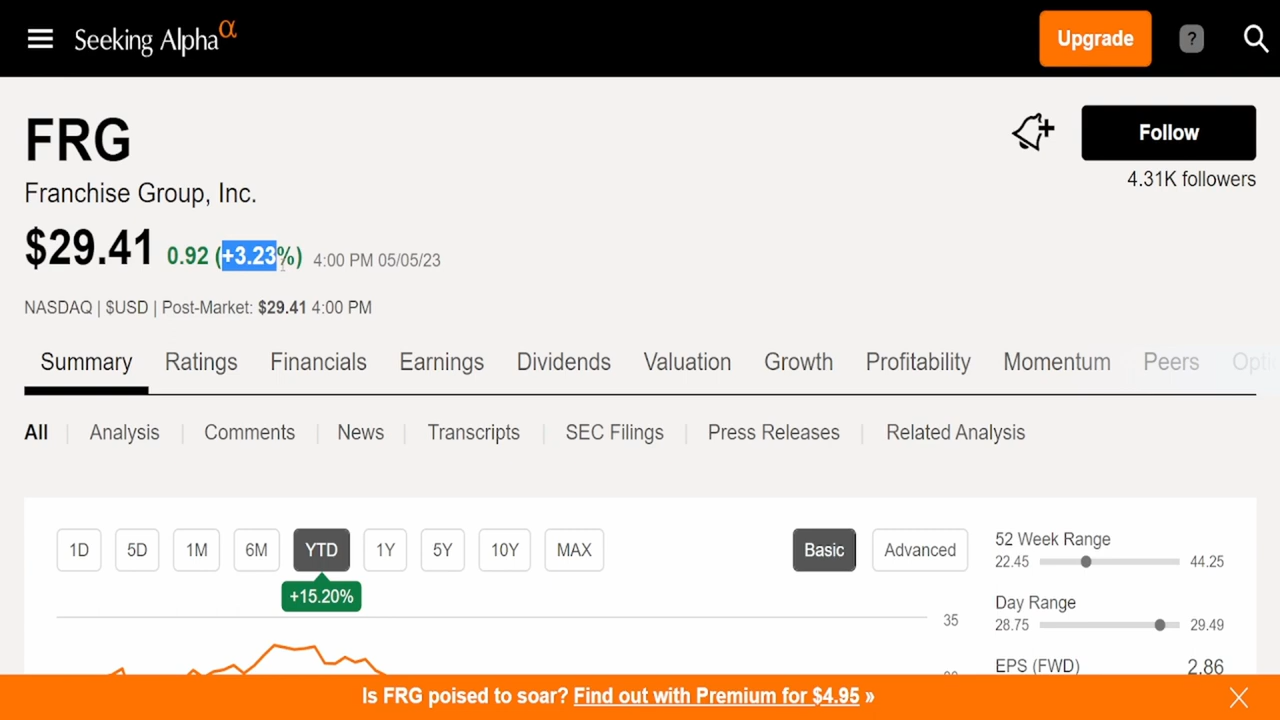 Seeking Alpha α
Upgrade
?
FRG
Follow
Franchise Group, Inc.
4.31K followers
$29.41 0.92 (+3.23%) 4:00 PM 05/05/23
NASDAQ | $USD | Post-Market: $29.41 4:00 PM
Summary Ratings Financials Earnings Dividends Valuation Growth Profitability Momentum Peers
All | Analysis | Comments | News | Transcripts | SEC Filings | Press Releases | Related Analysis
1D 5D 1M 6M YTD 1Y 5Y 10Y MAX Basic Advanced
+15.20%
35
52 Week Range
22.45 44.25
Day Range
28.75 29.49
EPS (FWD) 2.86
Is FRG poised to soar? Find out with Premium for $4.95 »